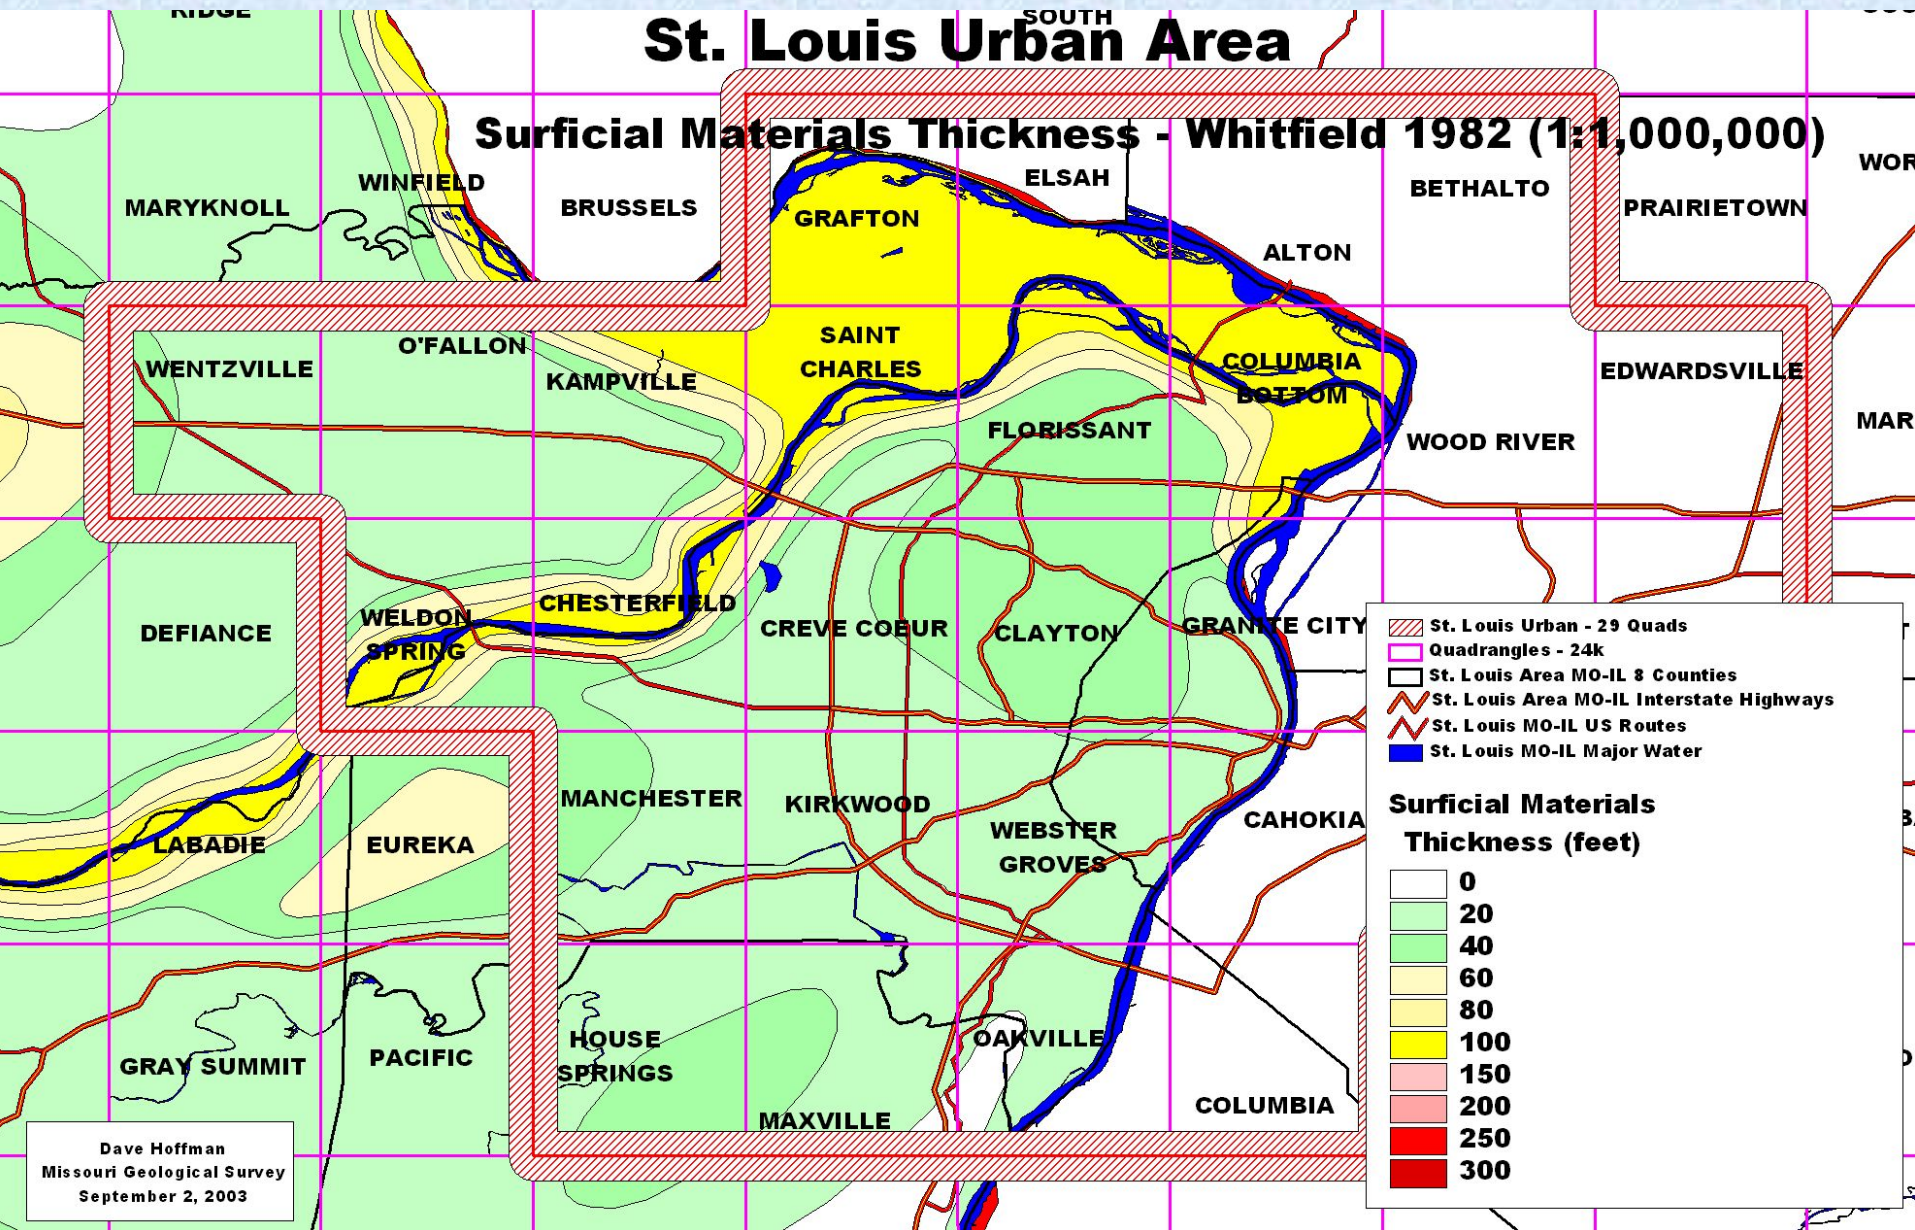 RIDGE
SOUTH
St. Louis Urban Area
Surficial Materials Thickness - Whitfield 1982 (1:1,000,000)
WINFIELD
MARYKNOLL
BRUSSELS
GRAFTON
ELSAH
BETHALTO
PRAIRIETOWN
WOR
ALTON
WENTZVILLE
O'FALLON
KAMPVILLE
SAINT
CHARLES
COLUMBIA
BOTTOM
EDWARDSVILLE
FLORISSANT
WOOD RIVER
MAR
DEFIANCE
WELDON
SPRING
CHESTERFIELD
CREVE COEUR
CLAYTON
GRANITE CITY
LABADIE
EUREKA
MANCHESTER
KIRKWOOD
WEBSTER
GROVES
CAHOKIA
GRAY SUMMIT
PACIFIC
HOUSE
SPRINGS
MAXVILLE
OAKVILLE
COLUMBIA
St. Louis Urban - 29 Quads
Quadrangles - 24k
St. Louis Area MO-IL 8 Counties
St. Louis Area MO-IL Interstate Highways
St. Louis MO-IL US Routes
St. Louis MO-IL Major Water
Surficial Materials
Thickness (feet)
0
20
40
60
80
100
150
200
250
300
Dave Hoffman
Missouri Geological Survey
September 2, 2003